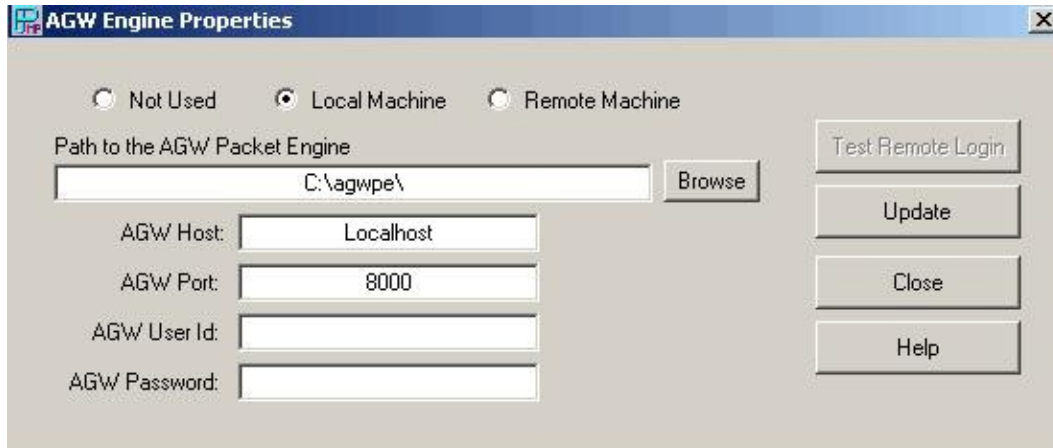 AGW Engine Properties
Not Used Local Machine Remote Machine
Path to the AGW Packet Engine
C:\agwpe\ Browse
AGW Host: Localhost
AGW Port: 8000
AGW User Id:
AGW Password:
Test Remote Login
Update
Close
Help